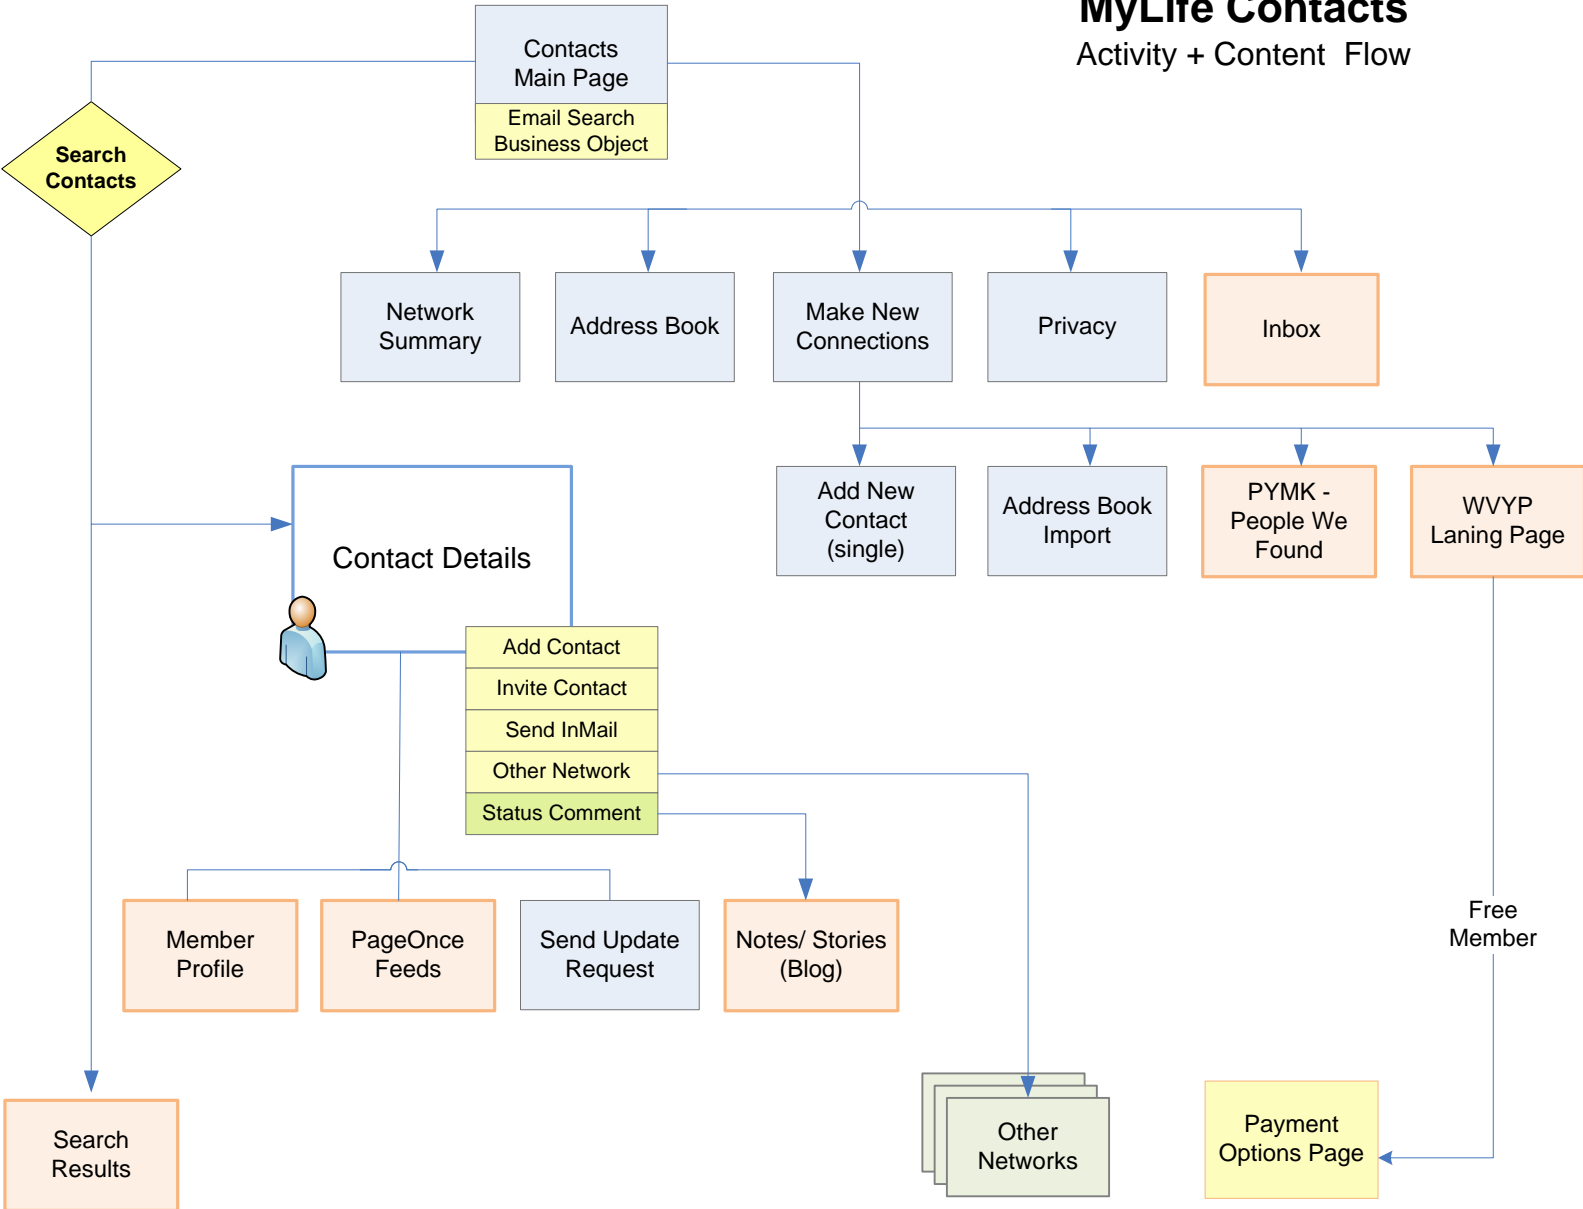 MyLife Contacts
Activity + Content Flow
Contacts
Main Page
Email Search
Business Object
Search
Contacts
Network
Summary
Address Book
Make New
Connections
Privacy
Inbox
Add New
Contact
(single)
Address Book
Import
PYMK -
People We
Found
WVYP
Laning Page
Contact Details
Add Contact
Invite Contact
Send InMail
Other Network
Status Comment
Member
Profile
PageOnce
Feeds
Send Update
Request
Notes/ Stories
(Blog)
Free
Member
Search
Results
Other
Networks
Payment
Options Page